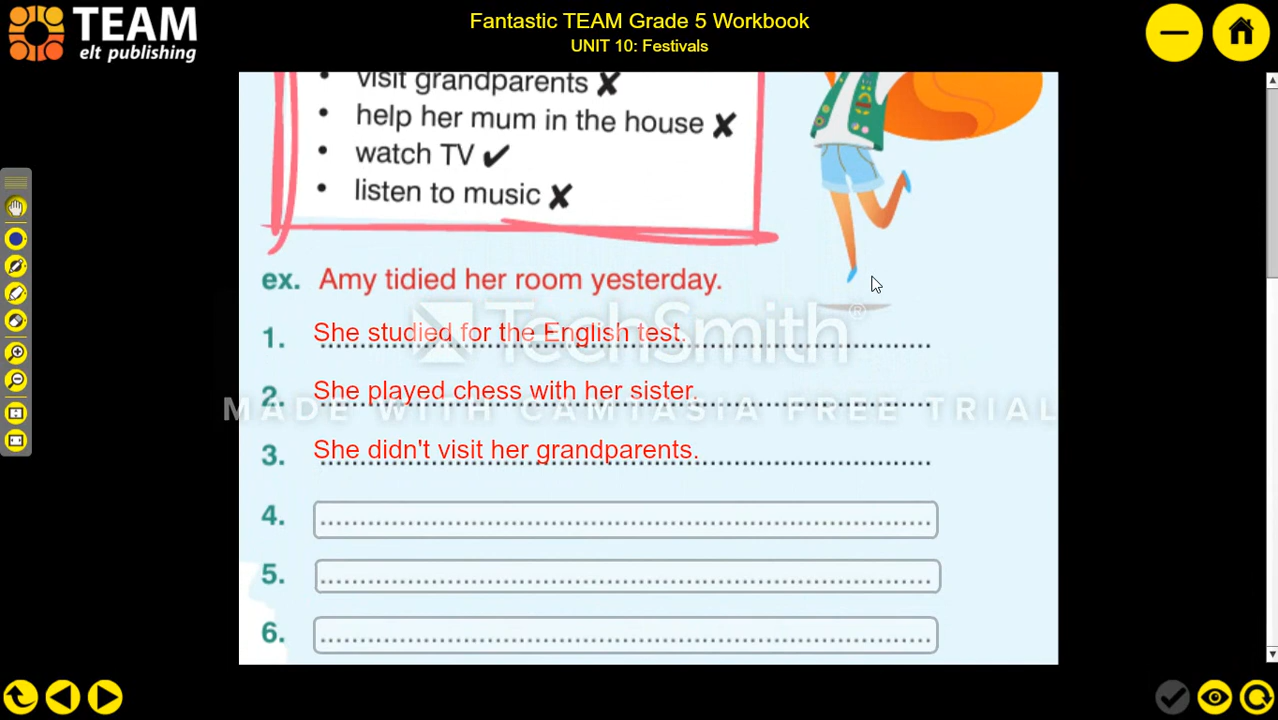 TEAM
elt publishing
Fantastic TEAM Grade 5 Workbook
UNIT 10: Festivals
• visit grandparents ✘
• help her mum in the house ✘
• watch TV ✔
• listen to music ✘
ex. Amy tidied her room yesterday.
1. She studied for the English test.
2. She played chess with her sister.
3. She didn't visit her grandparents.
4.
5.
6.
TechSmith®
MADE WITH CAMTASIA FREE TRIAL